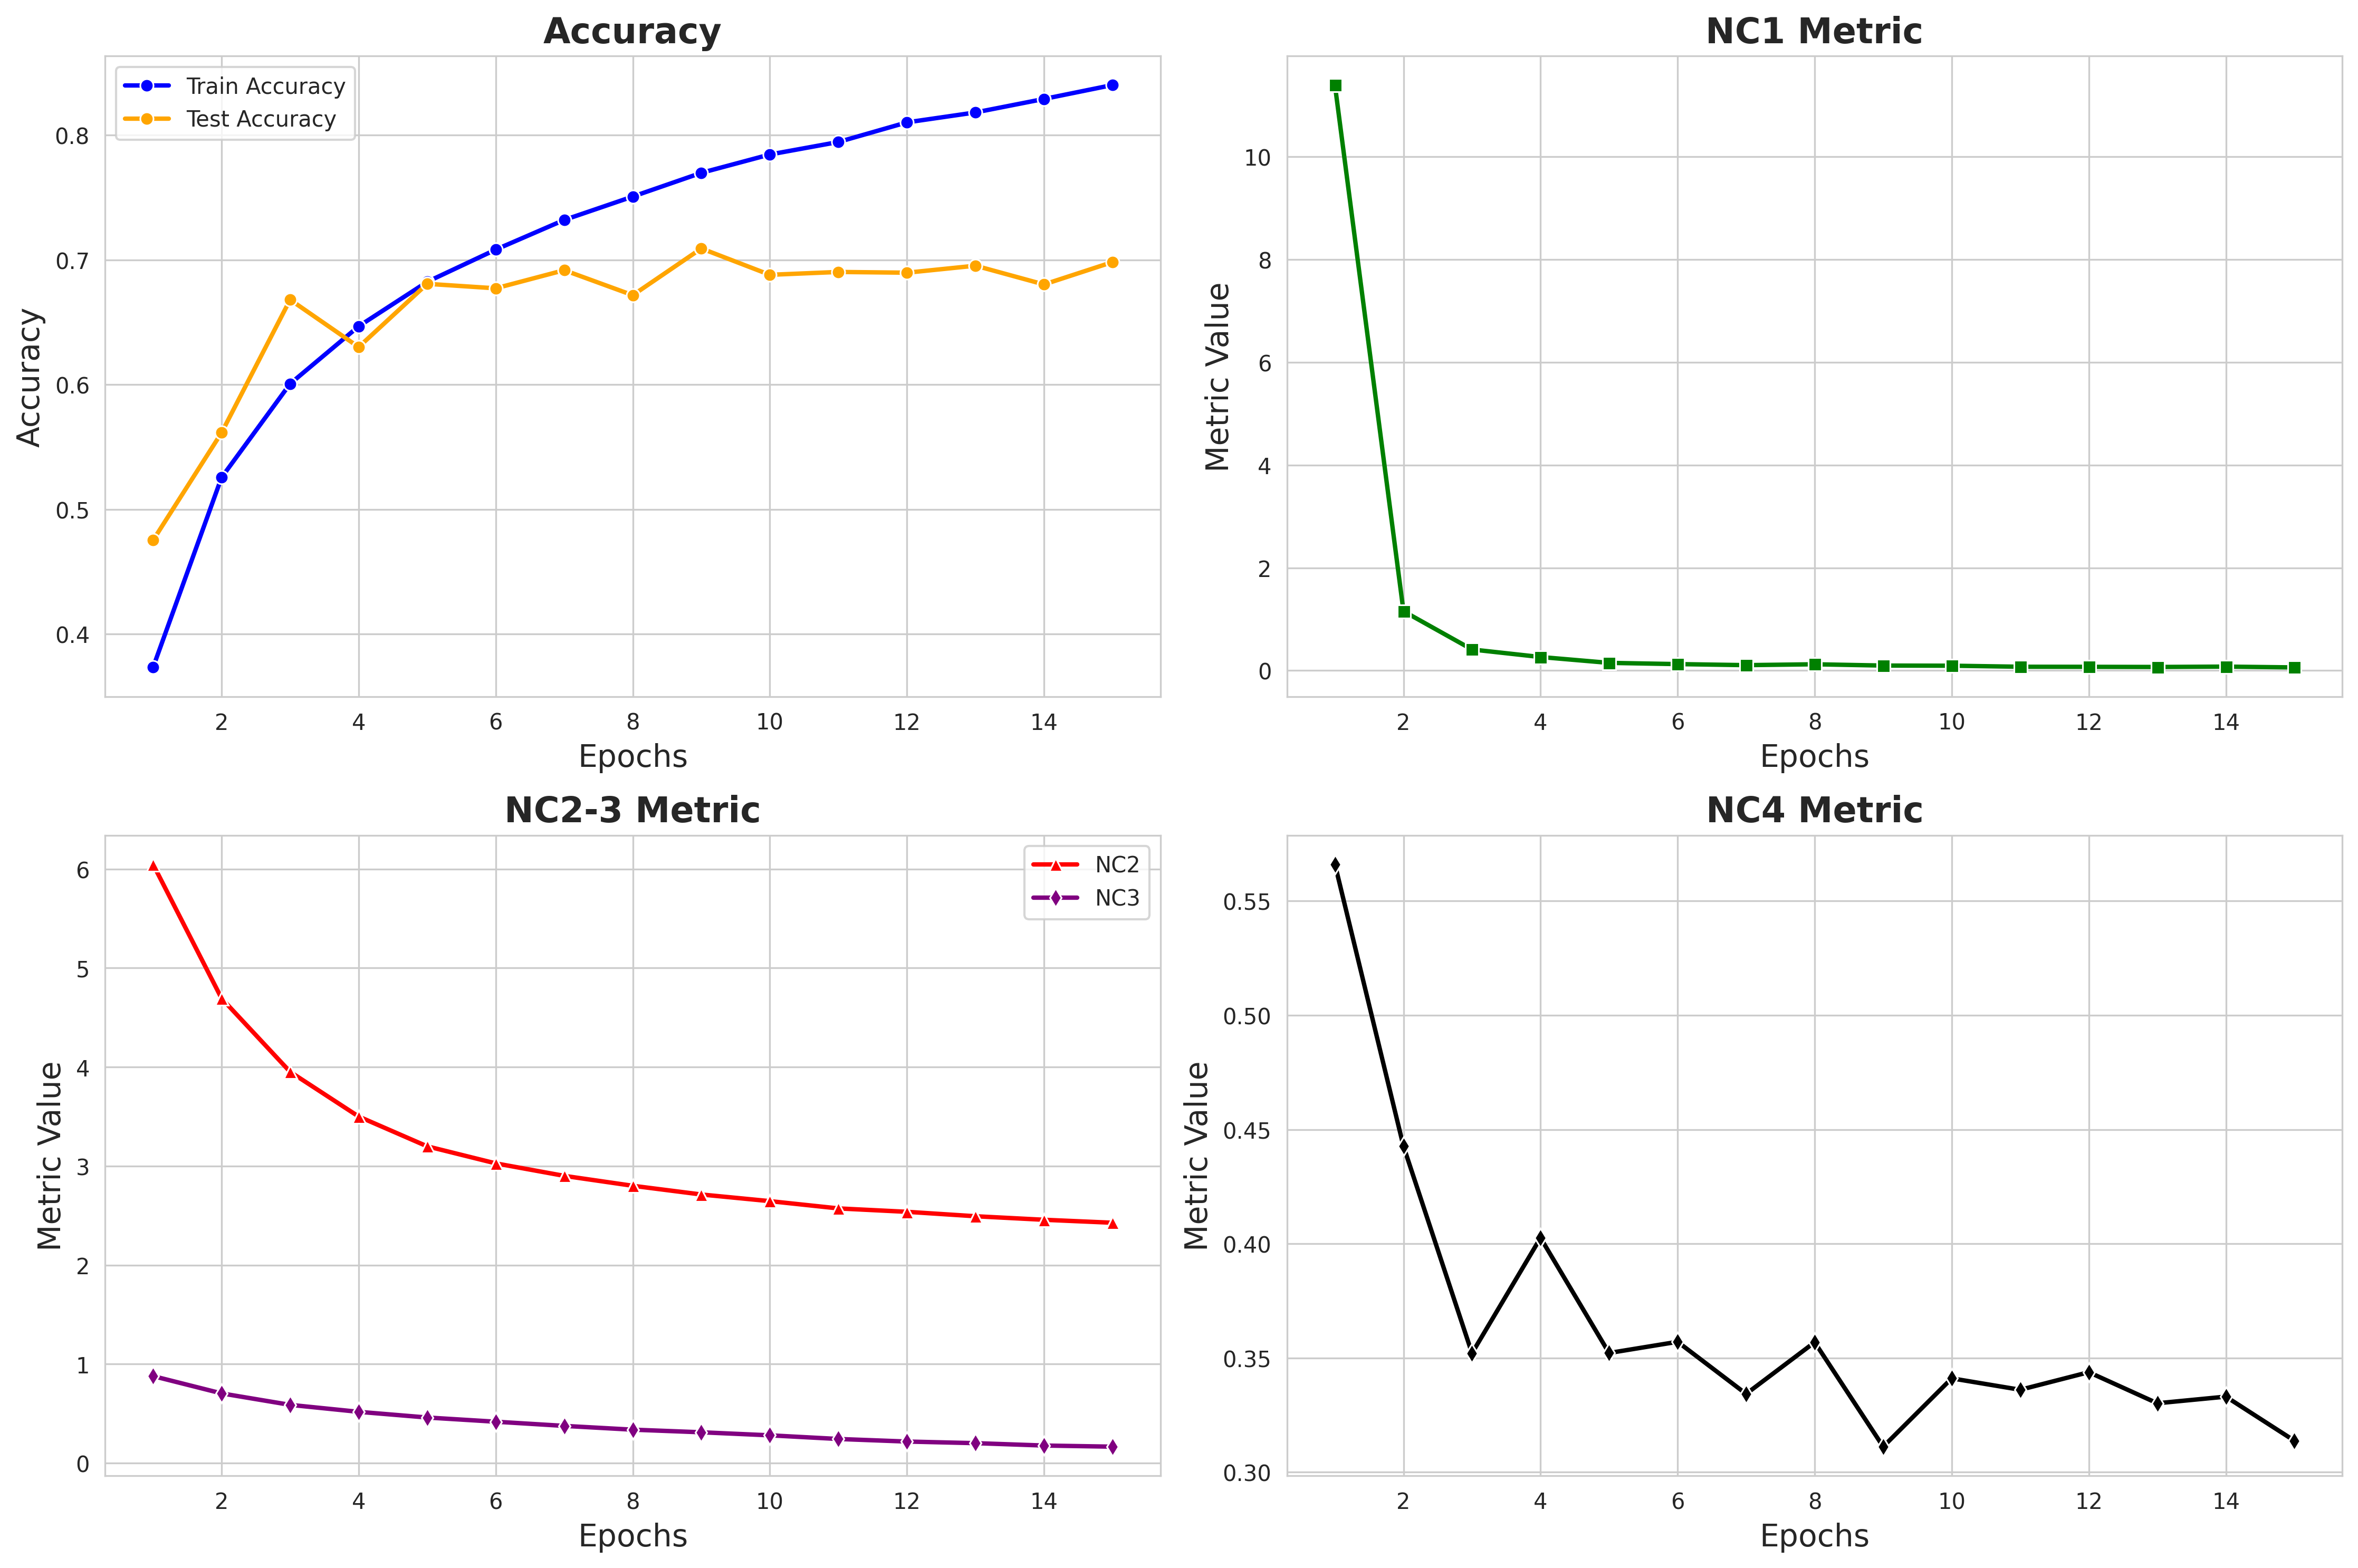 Accuracy
Train Accuracy
Test Accuracy
Accuracy
0.8
0.7
0.6
0.5
0.4
2 4 6 8 10 12 14
Epochs
NC1 Metric
Metric Value
10
8
6
4
2
0
2 4 6 8 10 12 14
Epochs
NC2-3 Metric
NC2
NC3
Metric Value
6
5
4
3
2
1
0
2 4 6 8 10 12 14
Epochs
NC4 Metric
Metric Value
0.55
0.50
0.45
0.40
0.35
0.30
2 4 6 8 10 12 14
Epochs